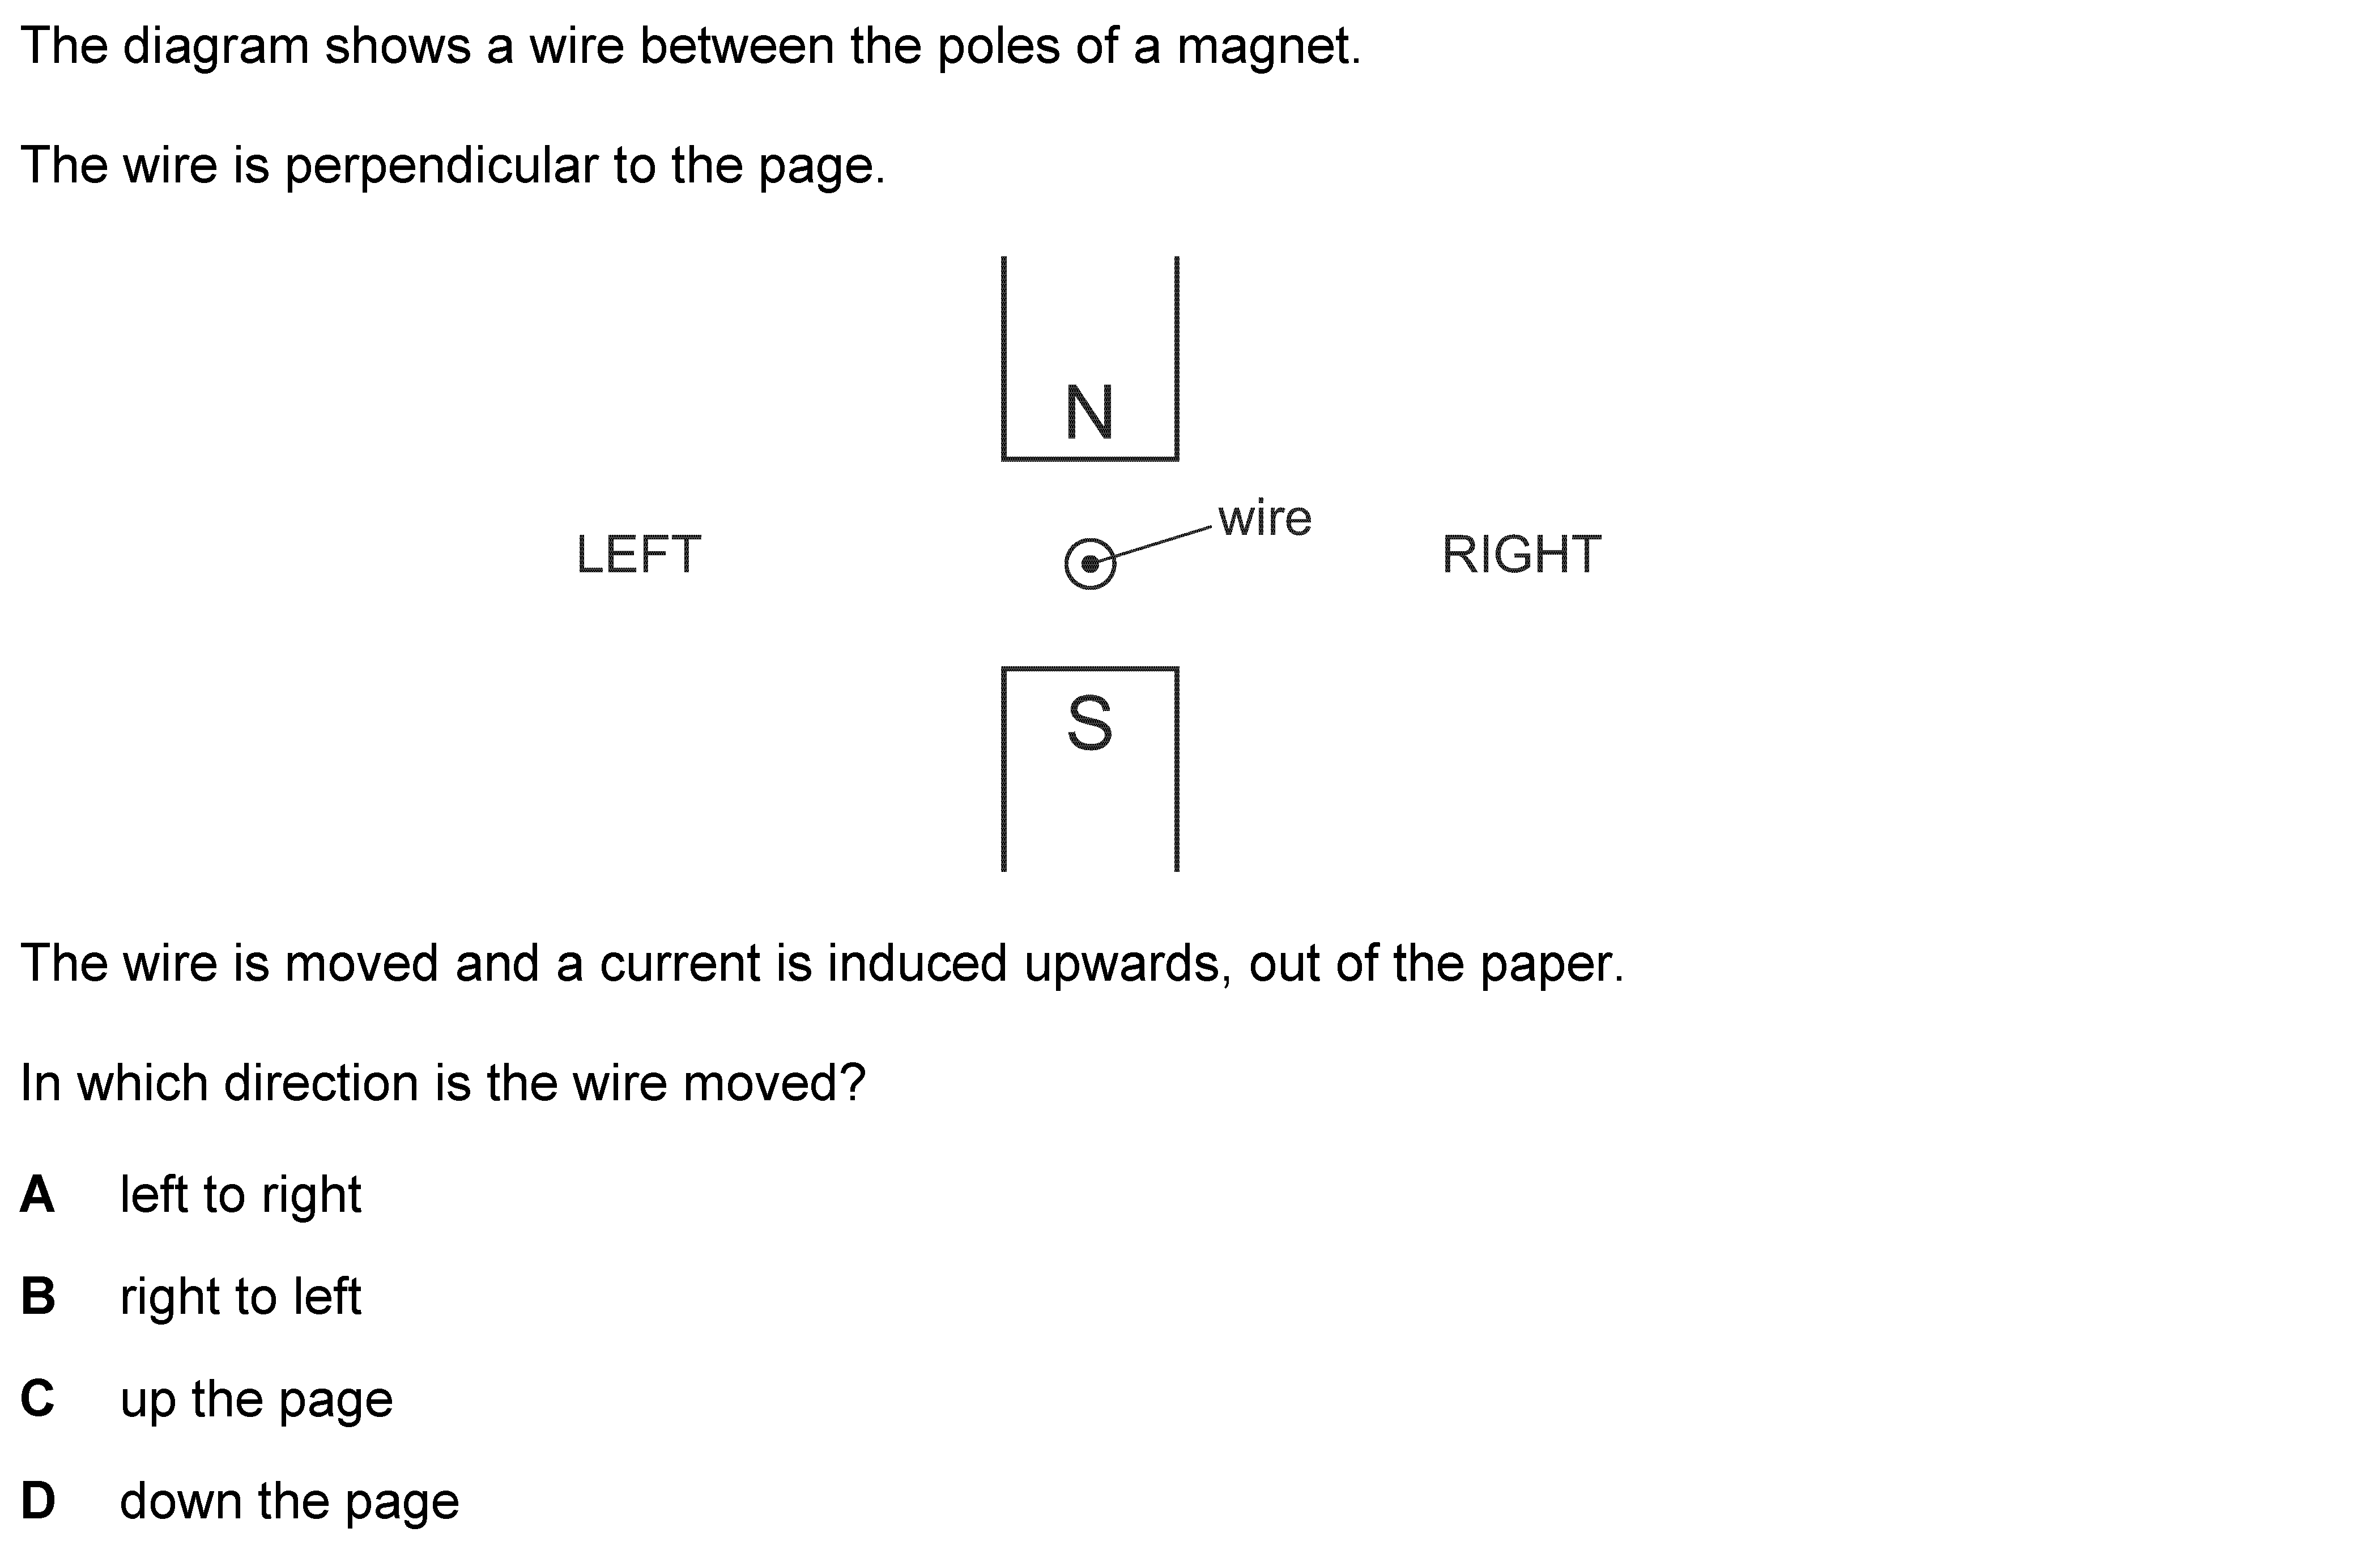 The diagram shows a wire between the poles of a magnet.
The wire is perpendicular to the page.
N
wire
LEFT
RIGHT
S
The wire is moved and a current is induced upwards, out of the paper.
In which direction is the wire moved?
A left to right
B right to left
C up the page
D down the page